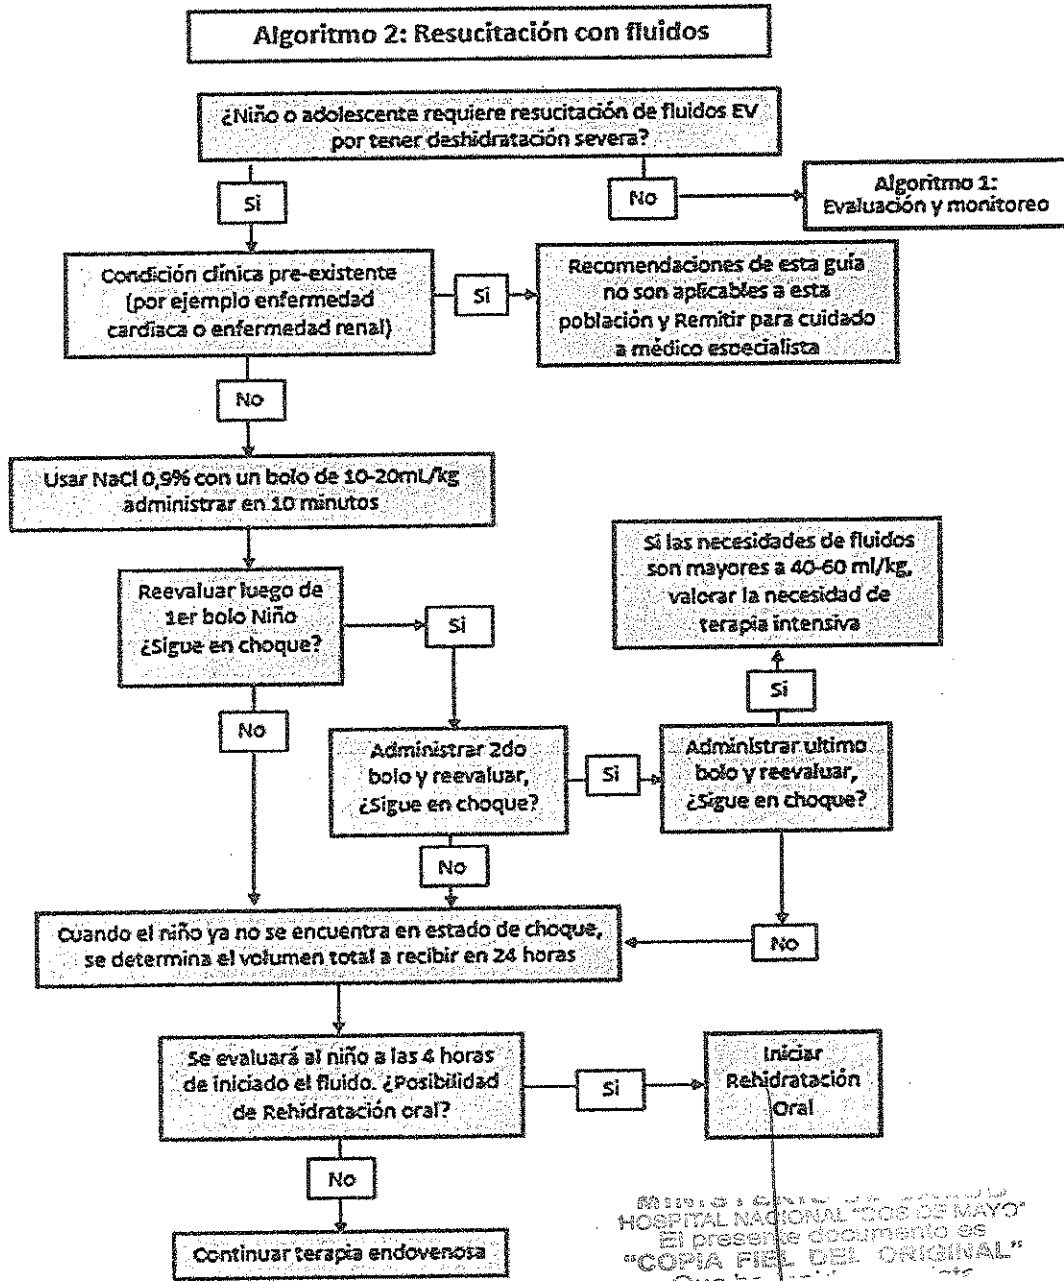 Algoritmo 2: Resucitación con fluidos
¿Niño o adolescente requiere resucitación de fluidos EV
por tener deshidratación severa?
Si
No
Algoritmo 1:
Evaluación y monitoreo
Condición clínica pre-existente
(por ejemplo enfermedad
cardíaca o enfermedad renal)
Si
Recomendaciones de esta guía
no son aplicables a esta
población y Remitir para cuidado
a médico especialista
No
Usar NaCl 0,9% con un bolo de 10-20mL/kg
administrar en 10 minutos
Si las necesidades de fluidos
son mayores a 40-60 ml/kg,
valorar la necesidad de
terapia intensiva
Reevaluar luego de
1er bolo Niño
¿Sigue en choque?
Si
Si
No
Administrar 2do
bolo y reevaluar,
¿Sigue en choque?
Si
Administrar ultimo
bolo y reevaluar,
¿Sigue en choque?
No
Cuando el niño ya no se encuentra en estado de choque,
se determina el volumen total a recibir en 24 horas
No
Se evaluará al niño a las 4 horas
de iniciado el fluido. ¿Posibilidad
de Rehidratación oral?
Si
Iniciar
Rehidratación
Oral
No
Continuar terapia endovenosa
HOSPITAL NACIONAL "DOS DE MAYO"
El presente documento es
"COPIA FIEL DEL ORIGINAL"